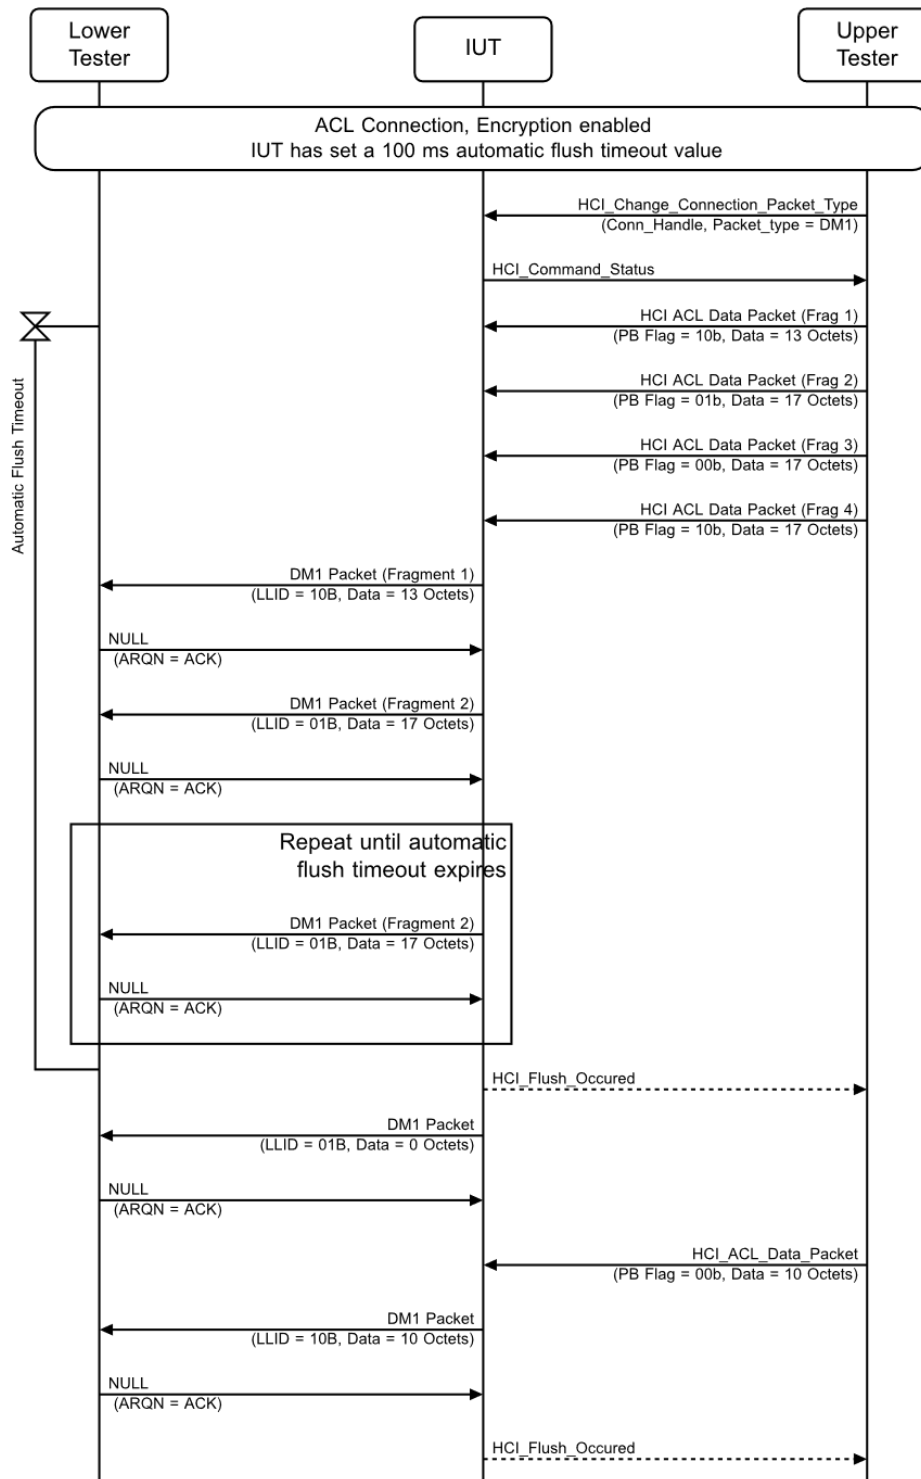 Lower
Tester
IUT
Upper
Tester
ACL Connection, Encryption enabled
IUT has set a 100 ms automatic flush timeout value
HCI_Change_Connection_Packet_Type
(Conn_Handle, Packet_type = DM1)
HCI_Command_Status
Automatic Flush Timeout
HCI ACL Data Packet (Frag 1)
(PB Flag = 10b, Data = 13 Octets)
HCI ACL Data Packet (Frag 2)
(PB Flag = 01b, Data = 17 Octets)
HCI ACL Data Packet (Frag 3)
(PB Flag = 00b, Data = 17 Octets)
HCI ACL Data Packet (Frag 4)
(PB Flag = 10b, Data = 17 Octets)
DM1 Packet (Fragment 1)
(LLID = 10B, Data = 13 Octets)
NULL
(ARQN = ACK)
DM1 Packet (Fragment 2)
(LLID = 01B, Data = 17 Octets)
NULL
(ARQN = ACK)
Repeat until automatic
flush timeout expires
DM1 Packet (Fragment 2)
(LLID = 01B, Data = 17 Octets)
NULL
(ARQN = ACK)
HCI_Flush_Occured
DM1 Packet
(LLID = 01B, Data = 0 Octets)
NULL
(ARQN = ACK)
HCI_ACL_Data_Packet
(PB Flag = 00b, Data = 10 Octets)
DM1 Packet
(LLID = 10B, Data = 10 Octets)
NULL
(ARQN = ACK)
HCI_Flush_Occured